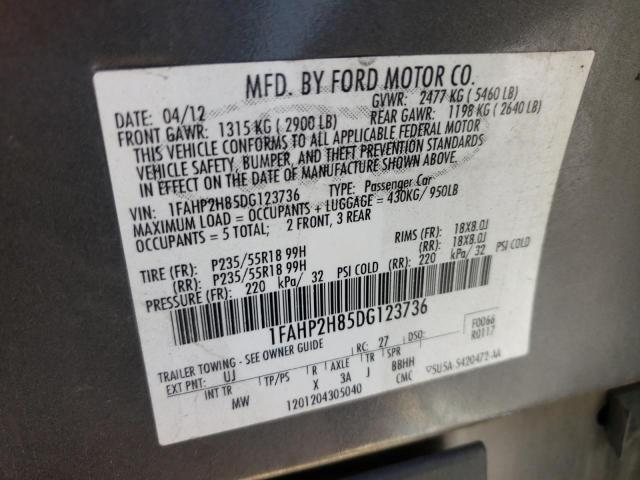 MFD. BY FORD MOTOR CO.
DATE: 04/12 GVWR: 2477 KG ( 5460 LB)
FRONT GAWR: 1315 KG ( 2900 LB) REAR GAWR: 1198 KG ( 2640 LB)
THIS VEHICLE CONFORMS TO ALL APPLICABLE FEDERAL MOTOR
VEHICLE SAFETY, BUMPER, AND THEFT PREVENTION STANDARDS
IN EFFECT ON THE DATE OF MANUFACTURE SHOWN ABOVE.
VIN: 1FAHP2H85DG123736 TYPE: Passenger Car
MAXIMUM LOAD = OCCUPANTS + LUGGAGE = 430KG/950LB
OCCUPANTS = 5 TOTAL; 2 FRONT, 3 REAR
TIRE (FR): P235/55R18 99H RIMS (FR): 18X8.0J
(RR): P235/55R18 99H (RR): 18X8.0J
PRESSURE (FR): 220 kPa/ 32 PSI COLD (RR): 220 kPa/ 32 PSI COLD
1FAHP2H85DG123736
F0066
R0117
TRAILER TOWING - SEE OWNER GUIDE RC: 27 DSO:
EXT PNT: UJ INT TR TP/PS R AXLE TR SPR
MW X 3A J BBHH
1201204305040 CMC SU5A-5420472-AA